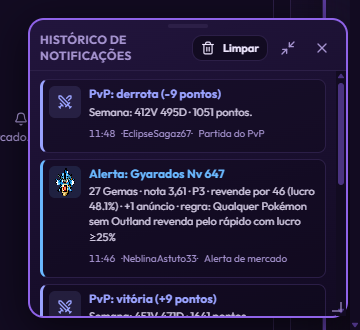 HISTÓRICO DE
NOTIFICAÇÕES
Limpar
PvP: derrota (-9 pontos)
Semana: 412V 495D · 1051 pontos.
11:48 ·EclipseSagaz67· Partida do PvP
cado.
Alerta: Gyarados Nv 647
27 Gemas · nota 3,61 · P3 · revende por 46 (lucro
48.1%) · +1 anúncio · regra: Qualquer Pokémon
sem Outland revenda pelo rápido com lucro
≥25%
11:46 ·NeblinaAstuto33· Alerta de mercado
PvP: vitória (+9 pontos)